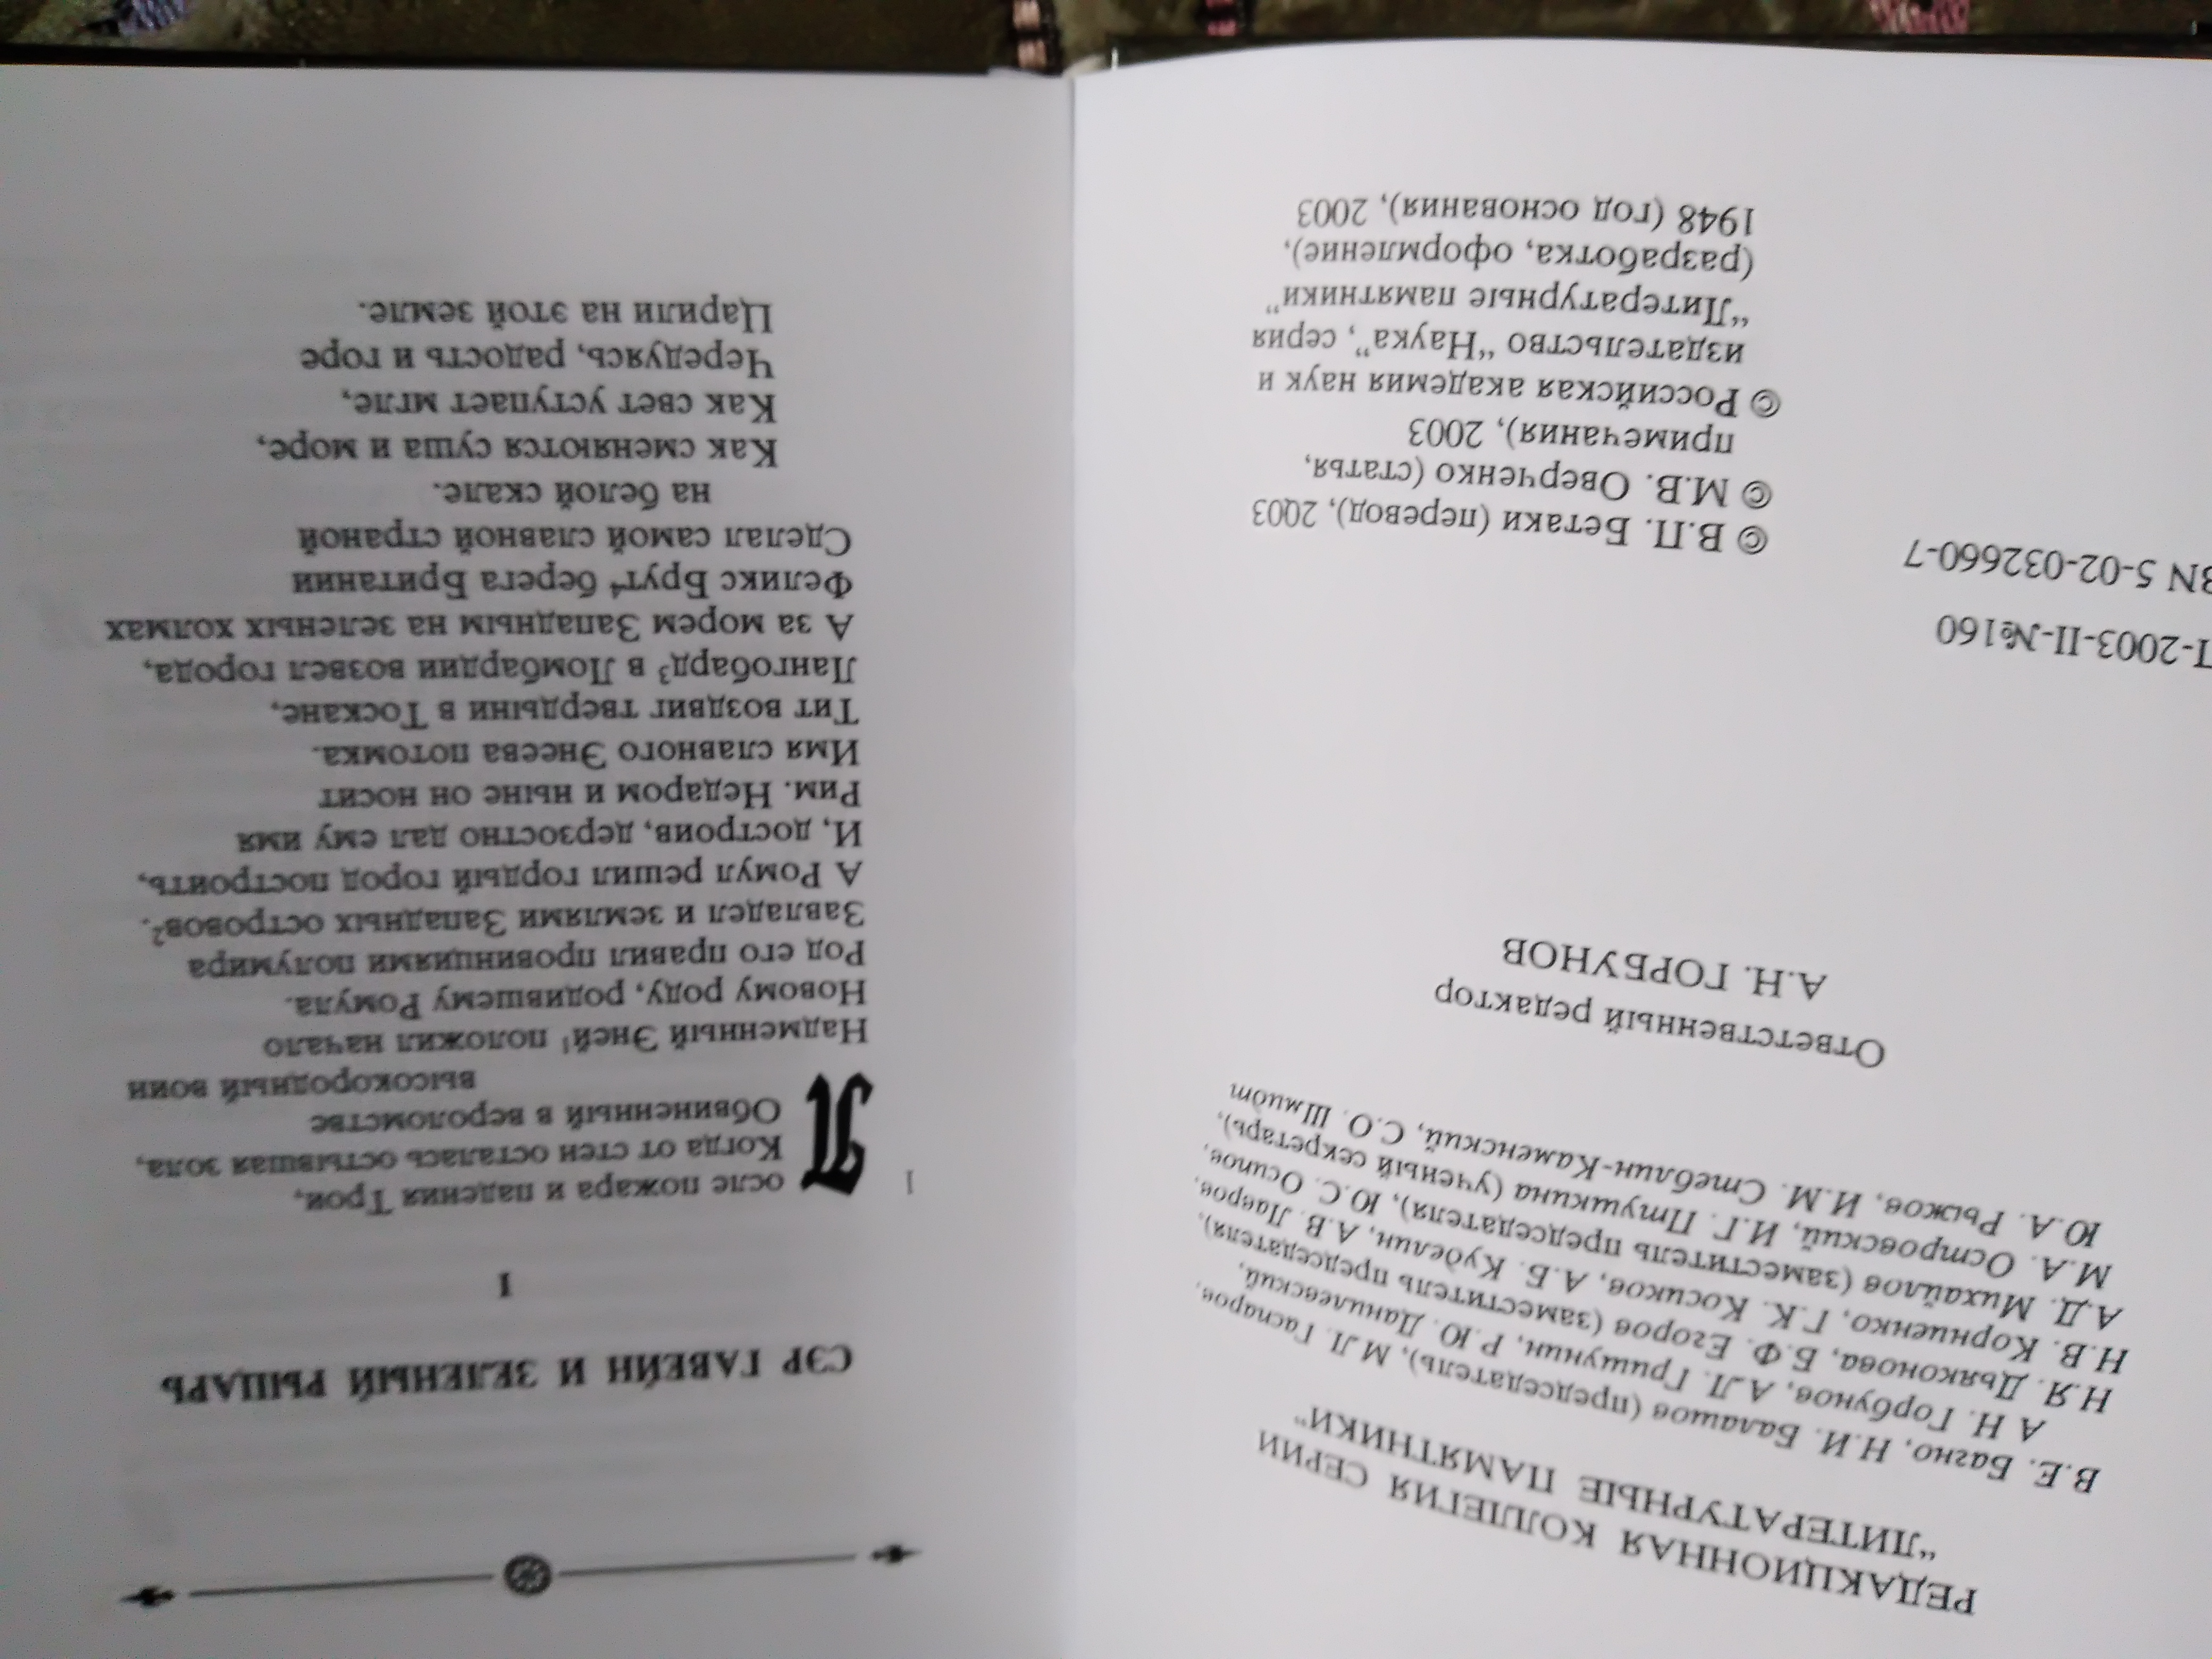 РЕДАКЦИОННАЯ КОЛЛЕГИЯ СЕРИИ
“ЛИТЕРАТУРНЫЕ ПАМЯТНИКИ”
В.Е. Багно, Н.И. Балашов (председатель), М.Л. Гаспаров,
А Н. Горбунов, А.Л. Гришунин, Р.Ю. Данилевский,
Н.Я. Дьяконова, Б.Ф. Егоров (заместитель председателя),
Н.В. Корниенко, Г.К. Косиков, А.Б. Куделин, А.В. Лавров,
А.Д. Михайлов (заместитель председателя), Ю.С. Осипов,
М.А. Островский, И.Г. Птушкина (ученый секретарь),
Ю.А. Рыжов, И.М. Стеблин-Каменский, С.О. Шмидт
Ответственный редактор
А.Н. ГОРБУНОВ
-2003-II-№160
5-02-032660-7
© В.П. Бетаки (перевод), 2003
© М.В. Оверченко (статья,
примечания), 2003
© Российская академия наук и
издательство “Наука”, серия
“Литературные памятники”
(разработка, оформление),
1948 (год основания), 2003
СЭР ГАВЕЙН И ЗЕЛЕНЫЙ РЫЦАРЬ
I
1
После пожара и падения Трои,
Когда от стен осталась остывшая зола,
Обвиненный в вероломстве
высокородный воин
Надменный Эней¹ положил начало
Новому роду, родившему Ромула.
Род его правил провинциями полумира
Завладел и землями Западных островов².
А Ромул решил гордый город построить,
И, достроив, дерзостно дал ему имя
Рим. Недаром и ныне он носит
Имя славного Энеева потомка.
Тит воздвиг твердыни в Тоскане,
Лангобард³ в Ломбардии возвел города,
А за морем Западным на зеленых холмах
Феликс Брут⁴ берега Британии
Сделал самой славной страной
на белой скале.
Как сменяются суша и море,
Как свет уступает мгле,
Чередуясь, радость и горе
Царили на этой земле.